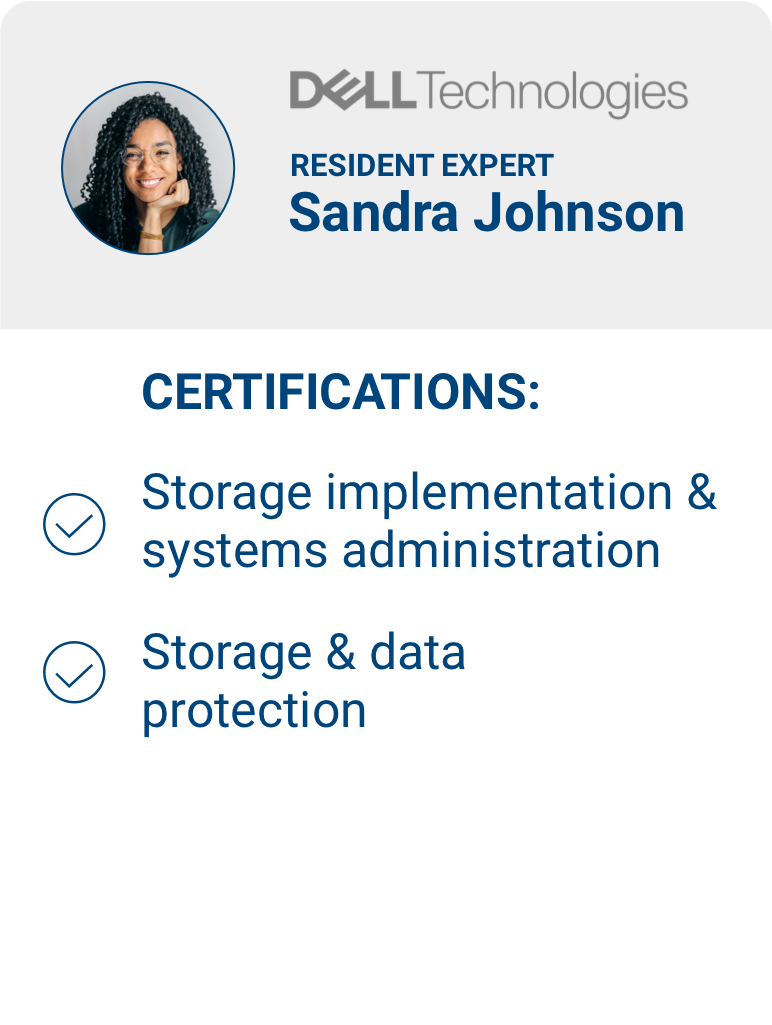 DELL Technologies
RESIDENT EXPERT
Sandra Johnson
CERTIFICATIONS:
Storage implementation &
systems administration
Storage & data
protection